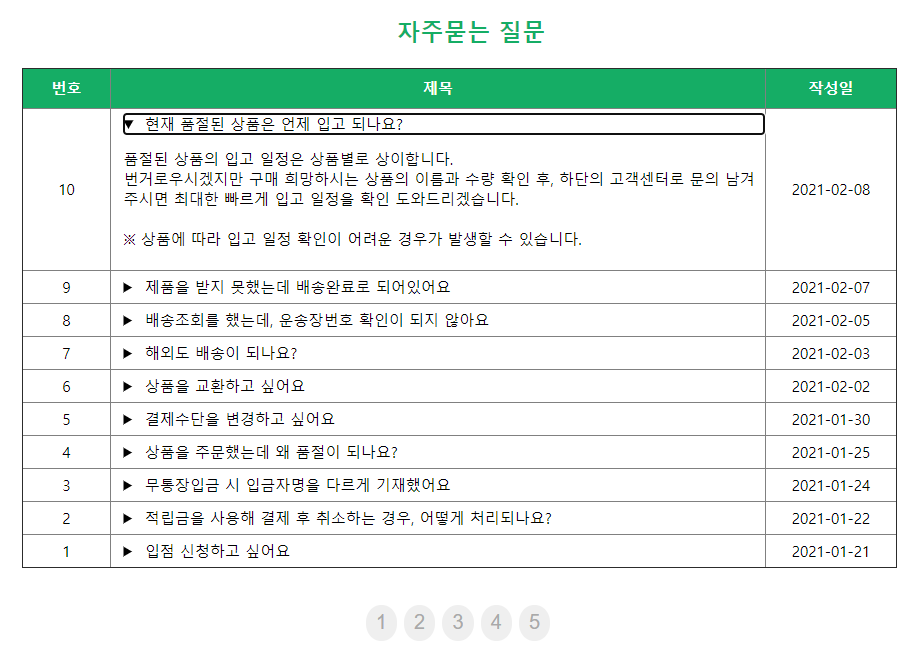 자주묻는 질문
번호 제목 작성일
▼ 현재 품절된 상품은 언제 입고 되나요?
품절된 상품의 입고 일정은 상품별로 상이합니다.
번거로우시겠지만 구매 희망하시는 상품의 이름과 수량 확인 후, 하단의 고객센터로 문의 남겨
10 2021-02-08
주시면 최대한 빠르게 입고 일정을 확인 도와드리겠습니다.
※ 상품에 따라 입고 일정 확인이 어려운 경우가 발생할 수 있습니다.
9 ▶ 제품을 받지 못했는데 배송완료로 되어있어요 2021-02-07
8 ▶ 배송조회를 했는데, 운송장번호 확인이 되지 않아요 2021-02-05
7 ▶ 해외도 배송이 되나요? 2021-02-03
6 ▶ 상품을 교환하고 싶어요 2021-02-02
5 ▶ 결제수단을 변경하고 싶어요 2021-01-30
4 ▶ 상품을 주문했는데 왜 품절이 되나요? 2021-01-25
3 ▶ 무통장입금 시 입금자명을 다르게 기재했어요 2021-01-24
2 ▶ 적립금을 사용해 결제 후 취소하는 경우, 어떻게 처리되나요? 2021-01-22
1 ▶ 입점 신청하고 싶어요 2021-01-21
1 2 3 4 5